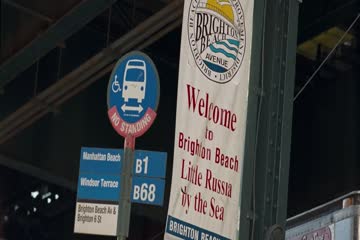 NO STANDING
Manhattan Beach
B1
Windsor Terrace
B68
Brighton Beach Av &
Brighton 6 St
BRIGHTON
BEACH
AVENUE
Welcome
to
Brighton Beach
Little Russia
by the Sea
BRIGHTON